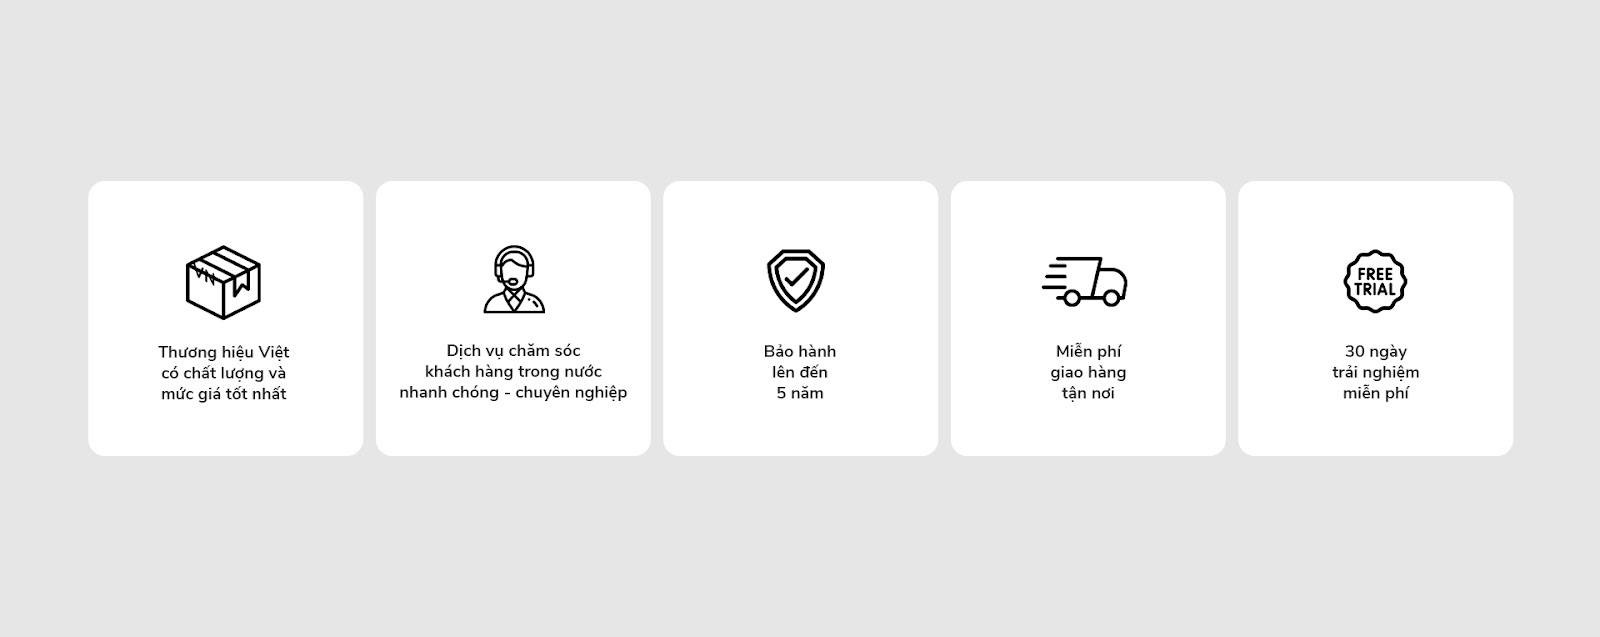 VN
Thương hiệu Việt
có chất lượng và
mức giá tốt nhất
Dịch vụ chăm sóc
khách hàng trong nước
nhanh chóng - chuyên nghiệp
Bảo hành
lên đến
5 năm
Miễn phí
giao hàng
tận nơi
FREE
TRIAL
30 ngày
trải nghiệm
miễn phí